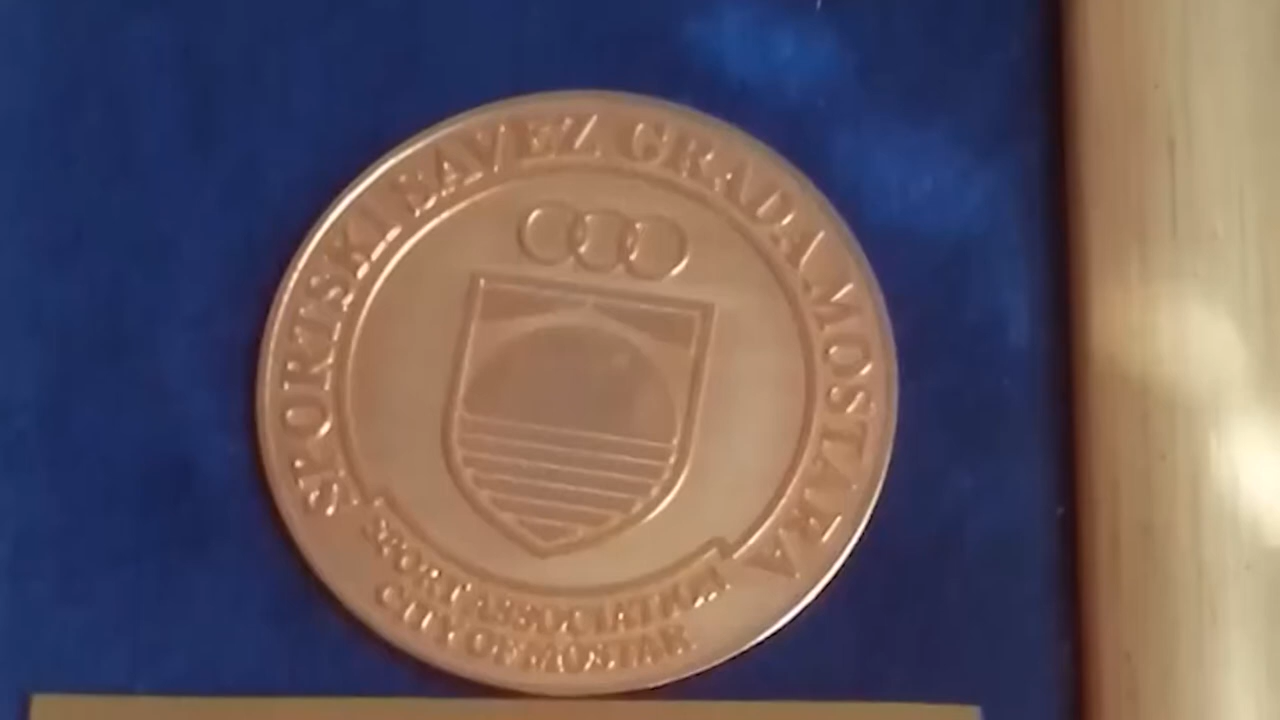 SPORTSKI SAVEZ GRADA MOSTARA
SPORT ASSOCIATION
CITY OF MOSTAR